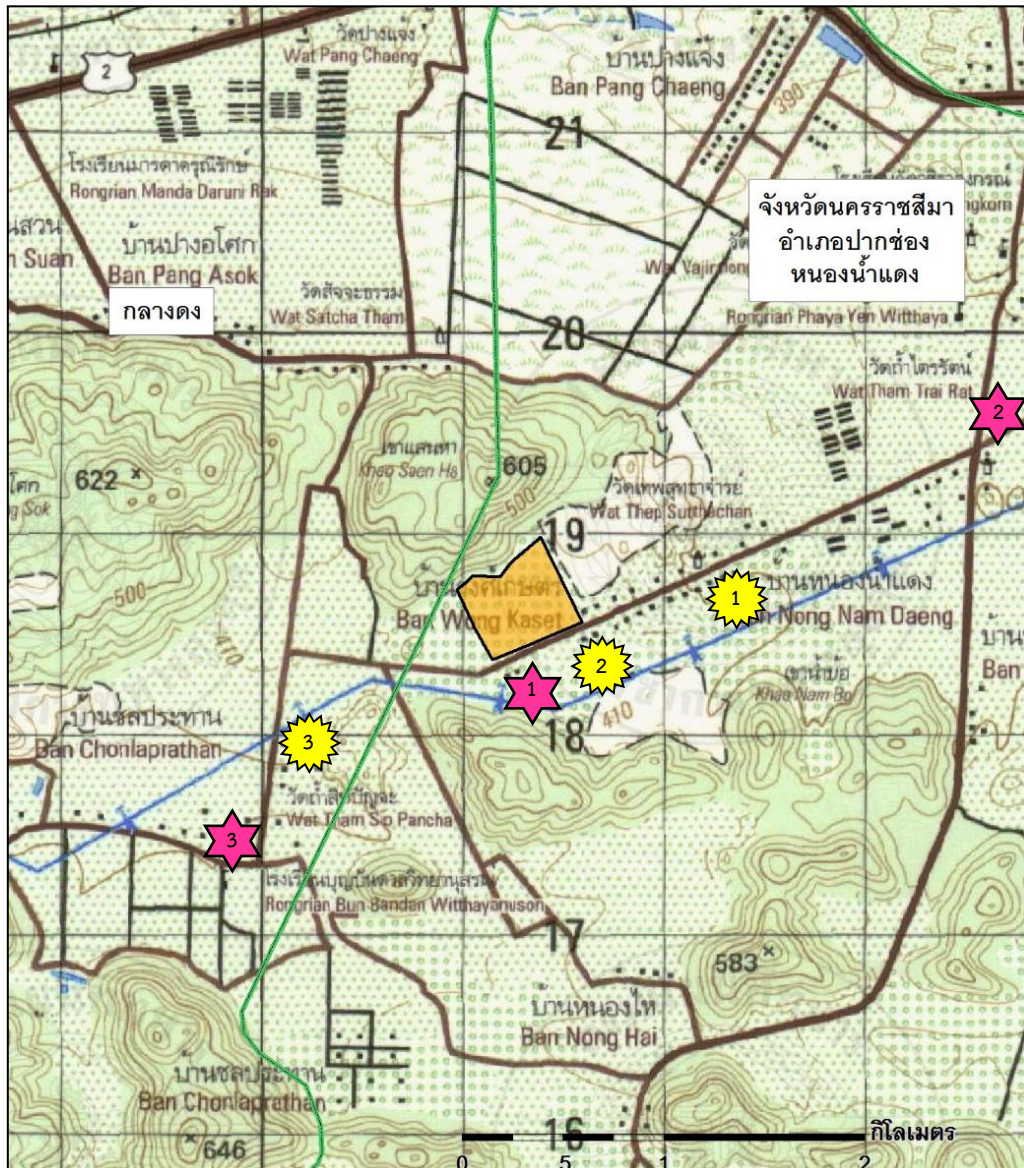 วัดปางแจ้ง
Wat Pang Chaeng
2
บ้านปางแจ้ง
Ban Pang Chaeng
390
21
โรงเรียนมารดาดรุณีรักษ์
Rongrian Manda Daruni Rak
จังหวัดนครราชสีมา
อำเภอปากช่อง
หนองน้ำแดง
Suan
บ้านปางอโศก
Ban Pang Asok
วัดสัจจะธรรม
Wat Satcha Tham
กลางดง
20
Rongrian Phaya Yen Witthaya
วัดถ้ำไตรรัตน์
Wat Tham Trai Rat
2
เขาแสนหา
Khao Saen Ha
605
622
500
วัดเทพสุทธาจารย์
Wat Thep Sutthachan
19
500
Ban Wong Kaset
1
บ้านหนองน้ำแดง
Nong Nam Daeng
410
2
1
เขาน้ำบ่อ
Khao Nam Bo
410
18
บ้านชลประทาน
Ban Chonlaprathan
3
วัดถ้ำสิบปัญจะ
Wat Tham Sip Pancha
3
Rongrian Bun Bandan Witthayanuson
17
583
บ้านหนองไห
Ban Nong Hai
บ้านชลประทาน
Ban Chonlaprathan
646
16
กิโลเมตร
0 .5 1 2